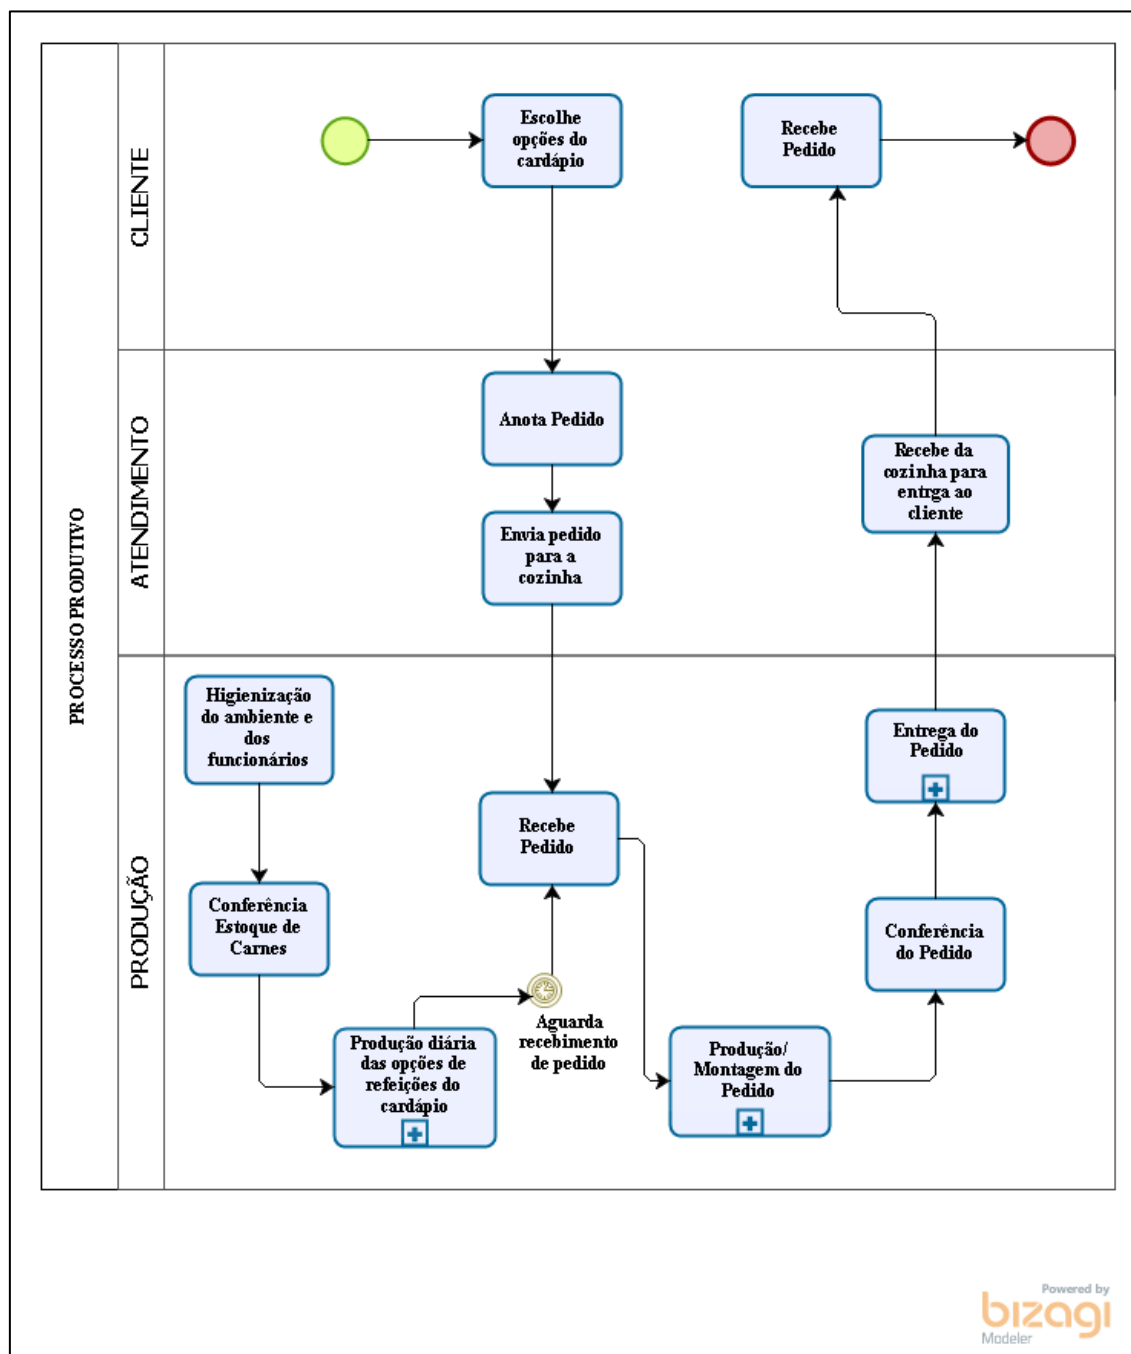 PROCESSO PRODUTIVO
CLIENTE
Escolhe
opções do
cardápio
Recebe
Pedido
ATENDIMENTO
Anota Pedido
Envia pedido
para a
cozinha
Recebe da
cozinha para
entrga ao
cliente
PRODUÇÃO
Higienização
do ambiente e
dos
funcionários
Conferência
Estoque de
Carnes
Produção diária
das opções de
refeições do
cardápio
Aguarda
recebimento
de pedido
Recebe
Pedido
Produção/
Montagem do
Pedido
Conferência
do Pedido
Entrega do
Pedido
Powered by
bizagi
Modeler